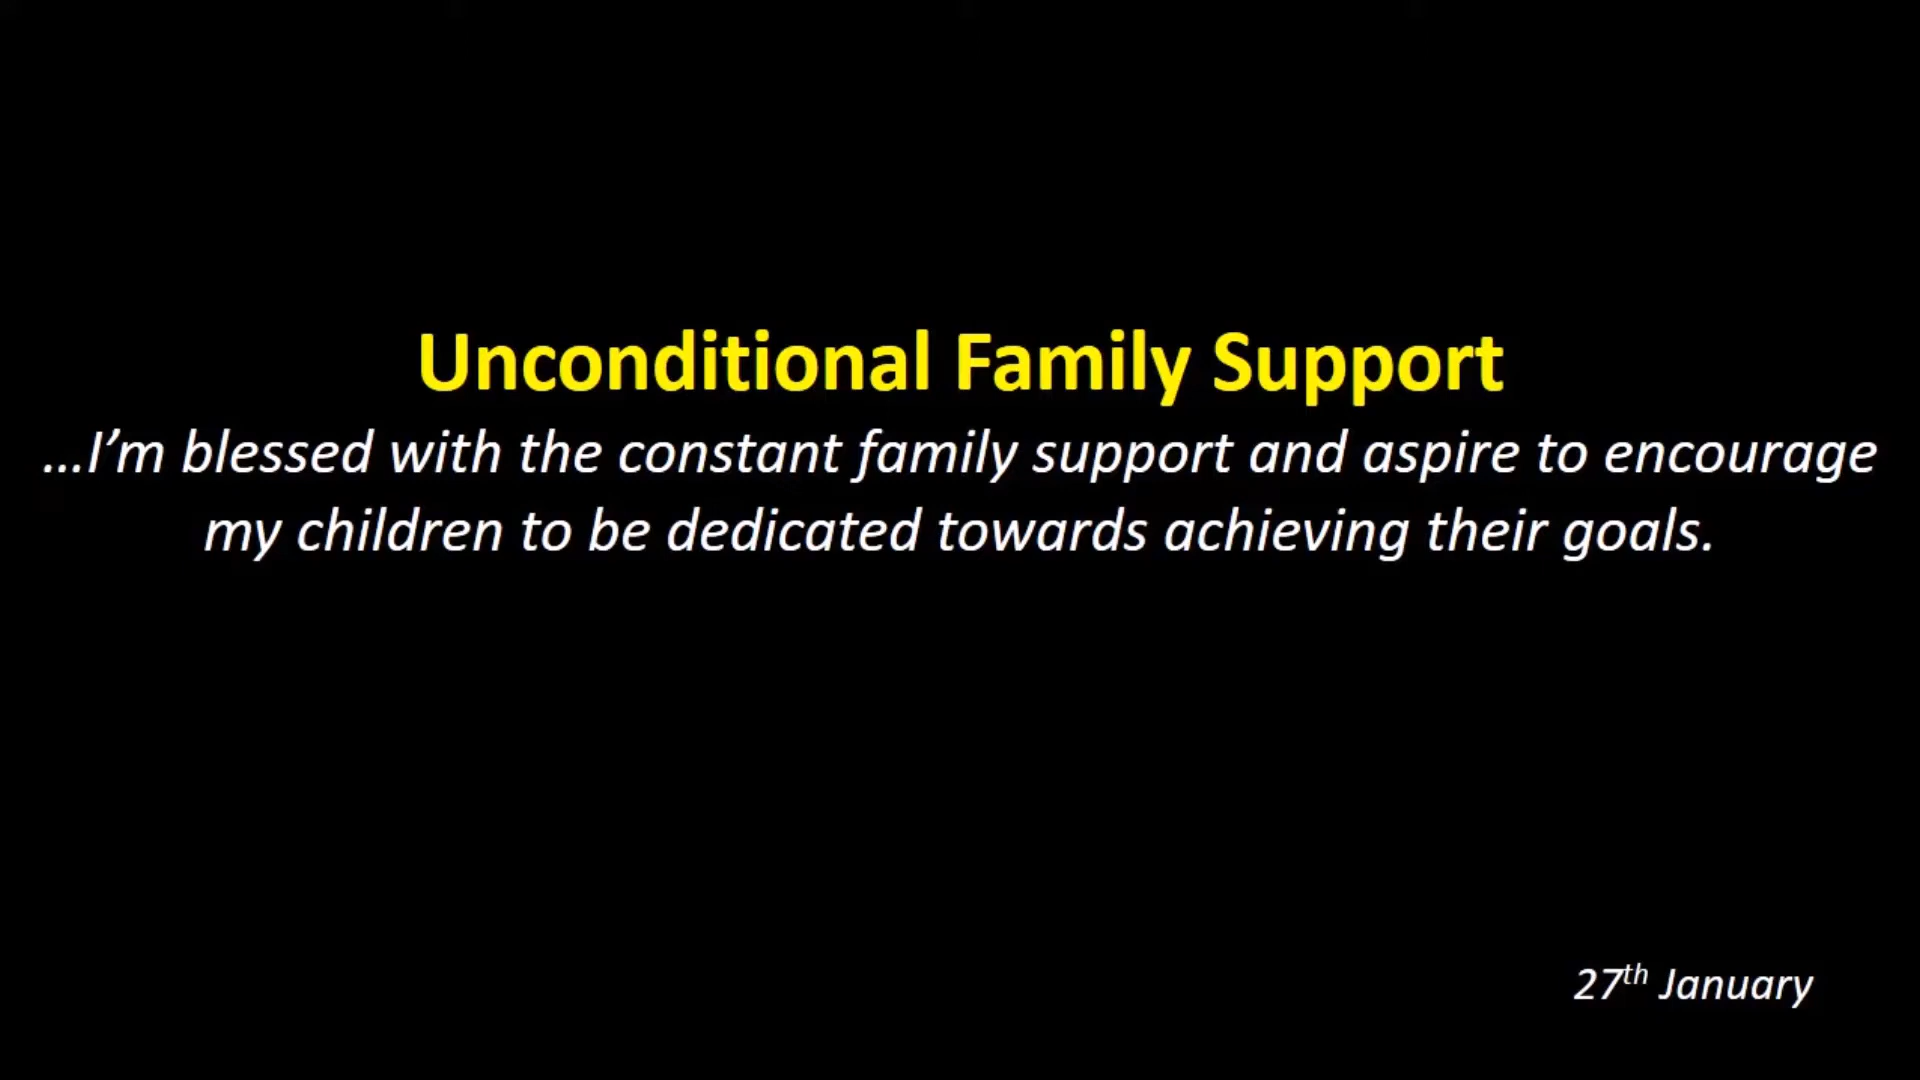 Unconditional Family Support
...I’m blessed with the constant family support and aspire to encourage
my children to be dedicated towards achieving their goals.
27th January